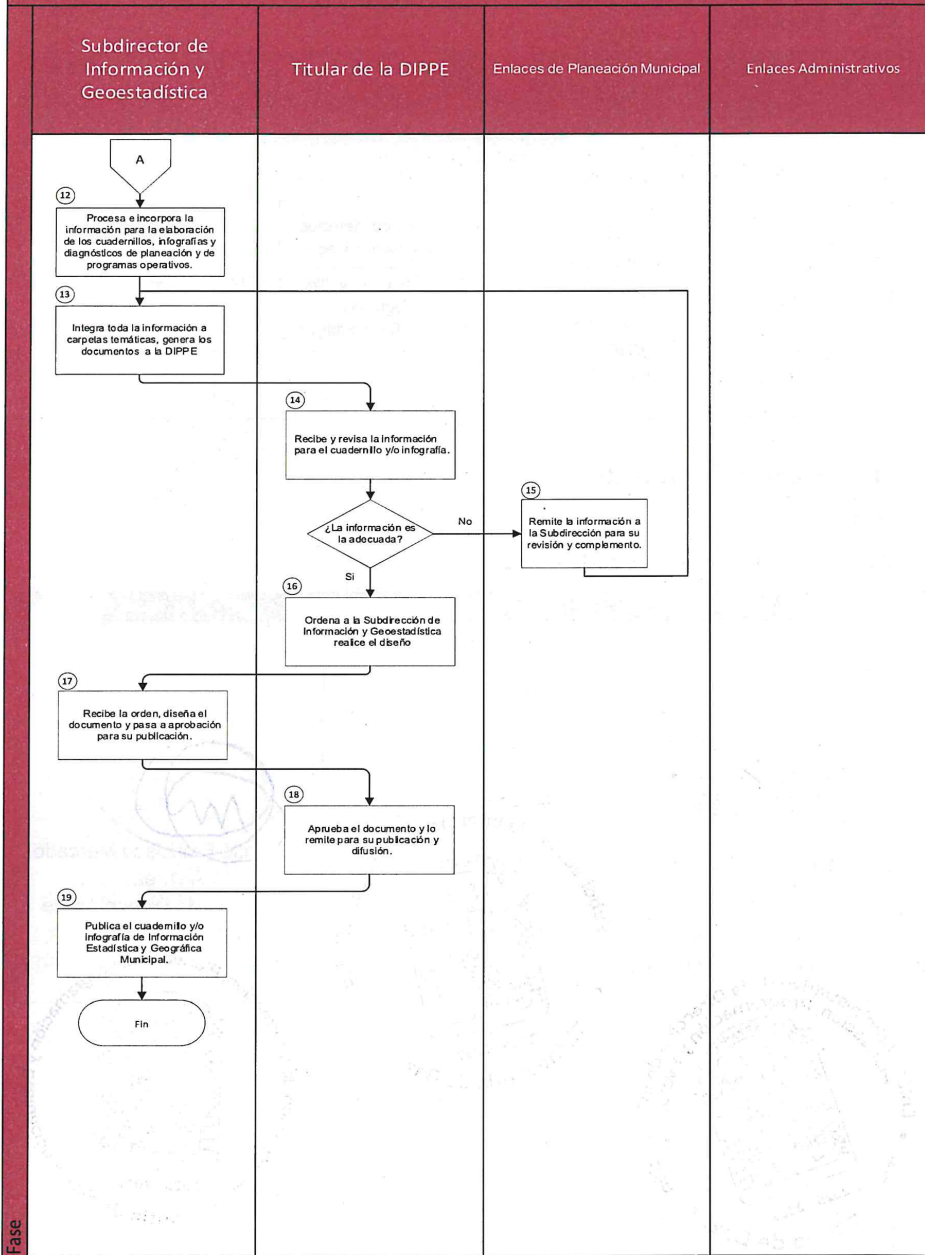 Subdirector de
Información y
Geoestadística
Titular de la DIPPE
Enlaces de Planeación Municipal
Enlaces Administrativos
A
12
Procesa e incorpora la
información para la elaboración
de los cuadernillos, infografías y
diagnósticos de planeación y de
programas operativos.
13
Integra toda la información a
carpetas temáticas, genera los
documentos a la DIPPE
14
Recibe y revisa la información
para el cuadernillo y/o infografía.
¿La información es
la adecuada?
No
15
Remite la información a
la Subdirección para su
revisión y complemento.
Si
16
Ordena a la Subdirección de
Información y Geoestadística
realice el diseño
17
Recibe la orden, diseña el
documento y pasa a aprobación
para su publicación.
18
Aprueba el documento y lo
remite para su publicación y
difusión.
19
Publica el cuadernillo y/o
Infografía de Información
Estadística y Geográfica
Municipal.
Fin
Fase